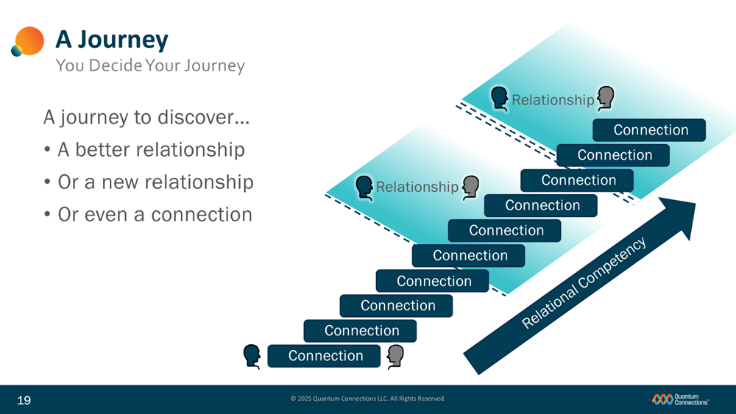 A Journey
You Decide Your Journey
A journey to discover...
• A better relationship
• Or a new relationship
• Or even a connection
Relationship
Connection
Connection
Connection
Relationship
Connection
Connection
Connection
Connection
Connection
Connection
Connection
Relational Competency
19
© 2025 Quantum Connections LLC. All Rights Reserved.
Quantum
Connections™